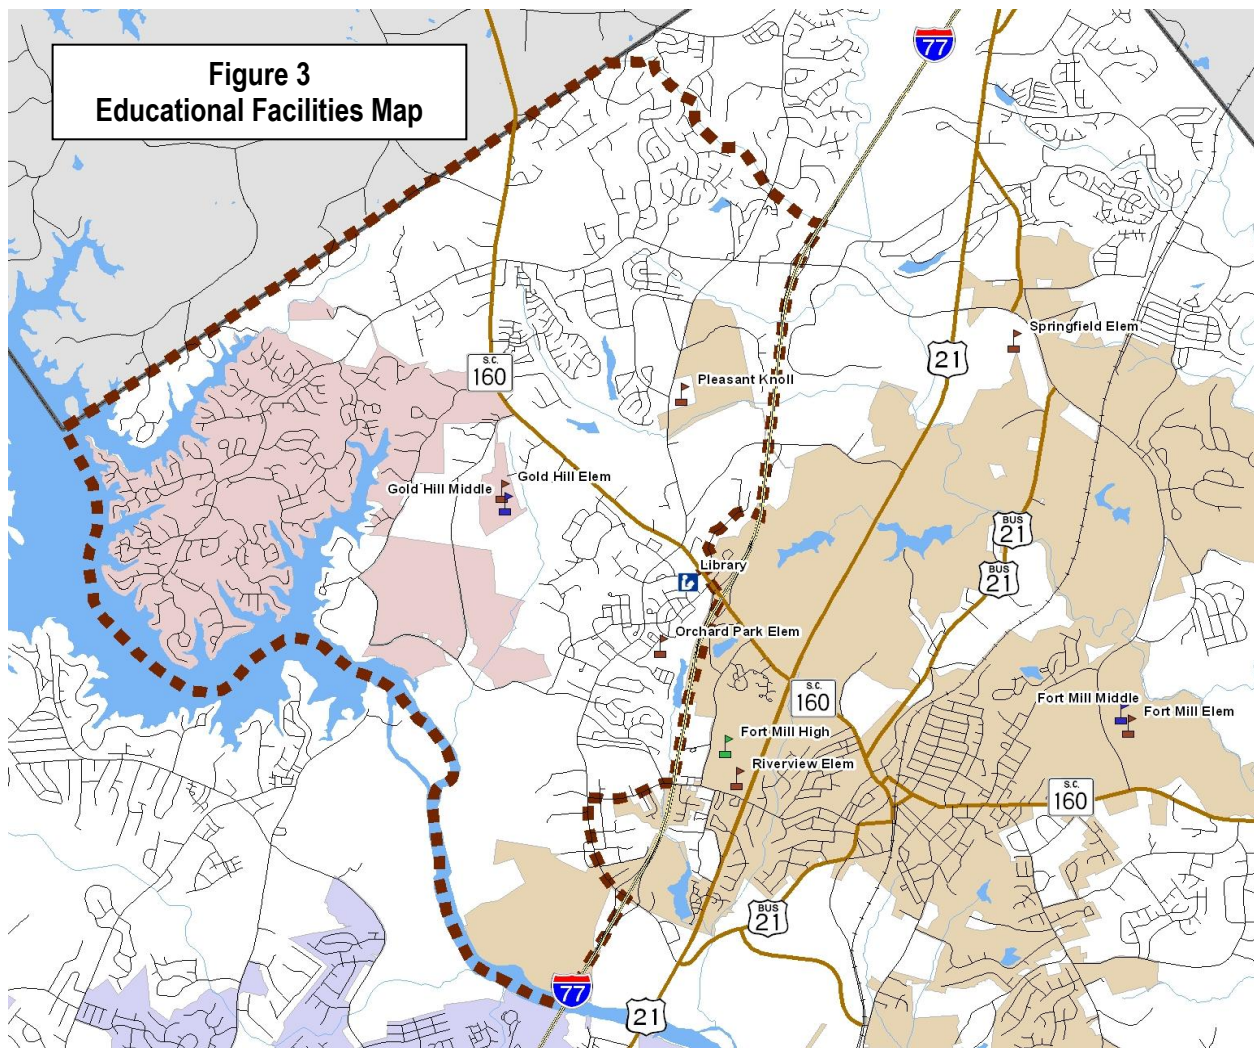 Figure 3
Educational Facilities Map
77
21
Springfield Elem
S.C.
160
Pleasant Knoll
Gold Hill Elem
Gold Hill Middle
BUS
21
BUS
21
Library
Orchard Park Elem
S.C.
160
Fort Mill Middle
Fort Mill Elem
Fort Mill High
Riverview Elem
S.C.
160
BUS
21
77
21